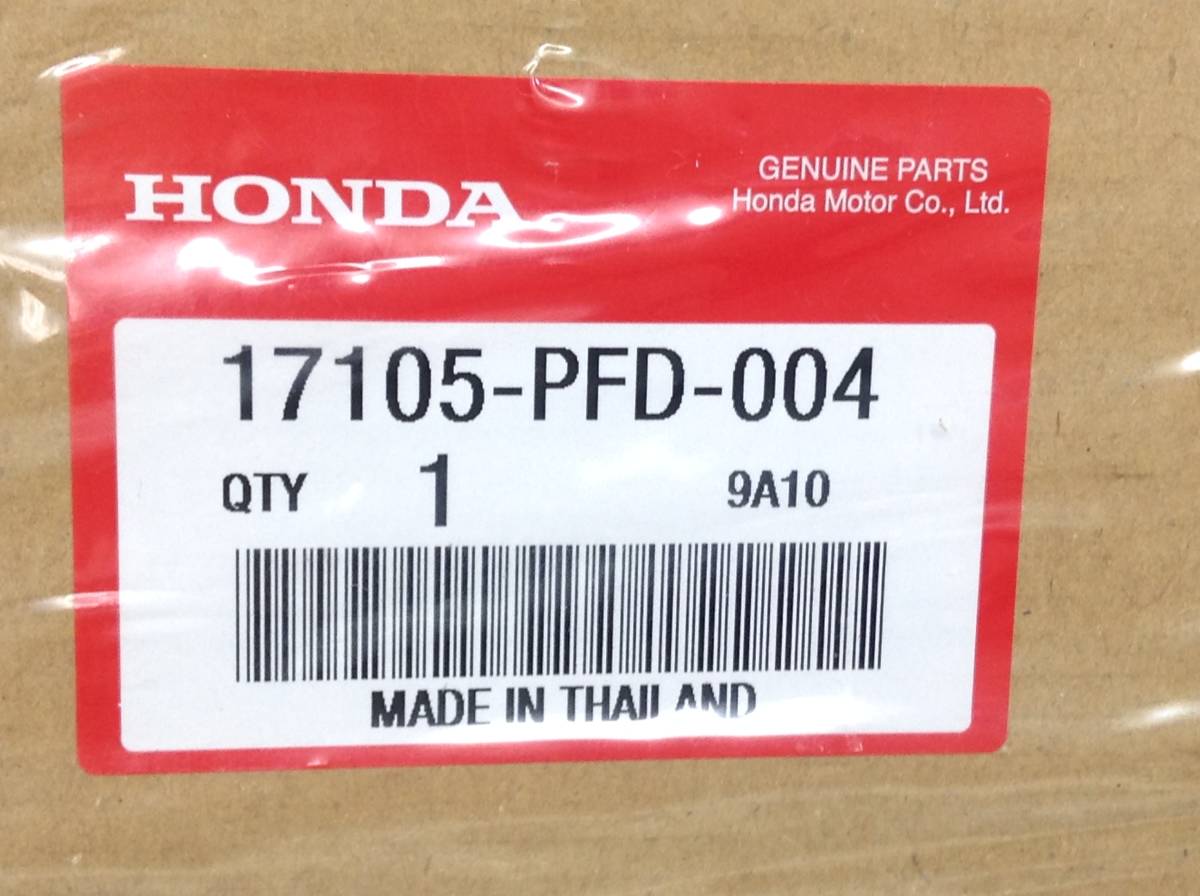 HONDA
GENUINE PARTS
Honda Motor Co., Ltd.
17105-PFD-004
QTY 1 9A10
MADE IN THAILAND